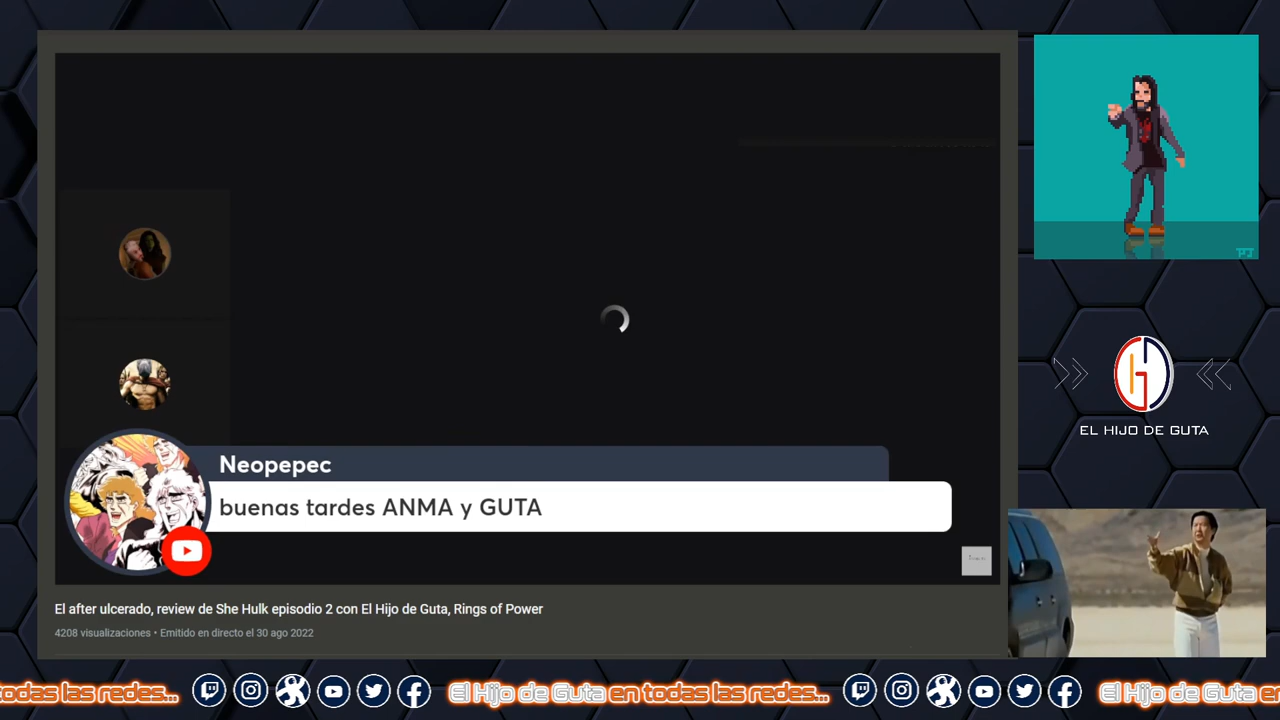 Neopepec
buenas tardes ANMA y GUTA
El after ulcerado, review de She Hulk episodio 2 con El Hijo de Guta, Rings of Power
4208 visualizaciones • Emitido en directo el 30 ago 2022
EL HIJO DE GUTA
todas las redes... El Hijo de Guta en todas las redes... El Hijo de Guta en